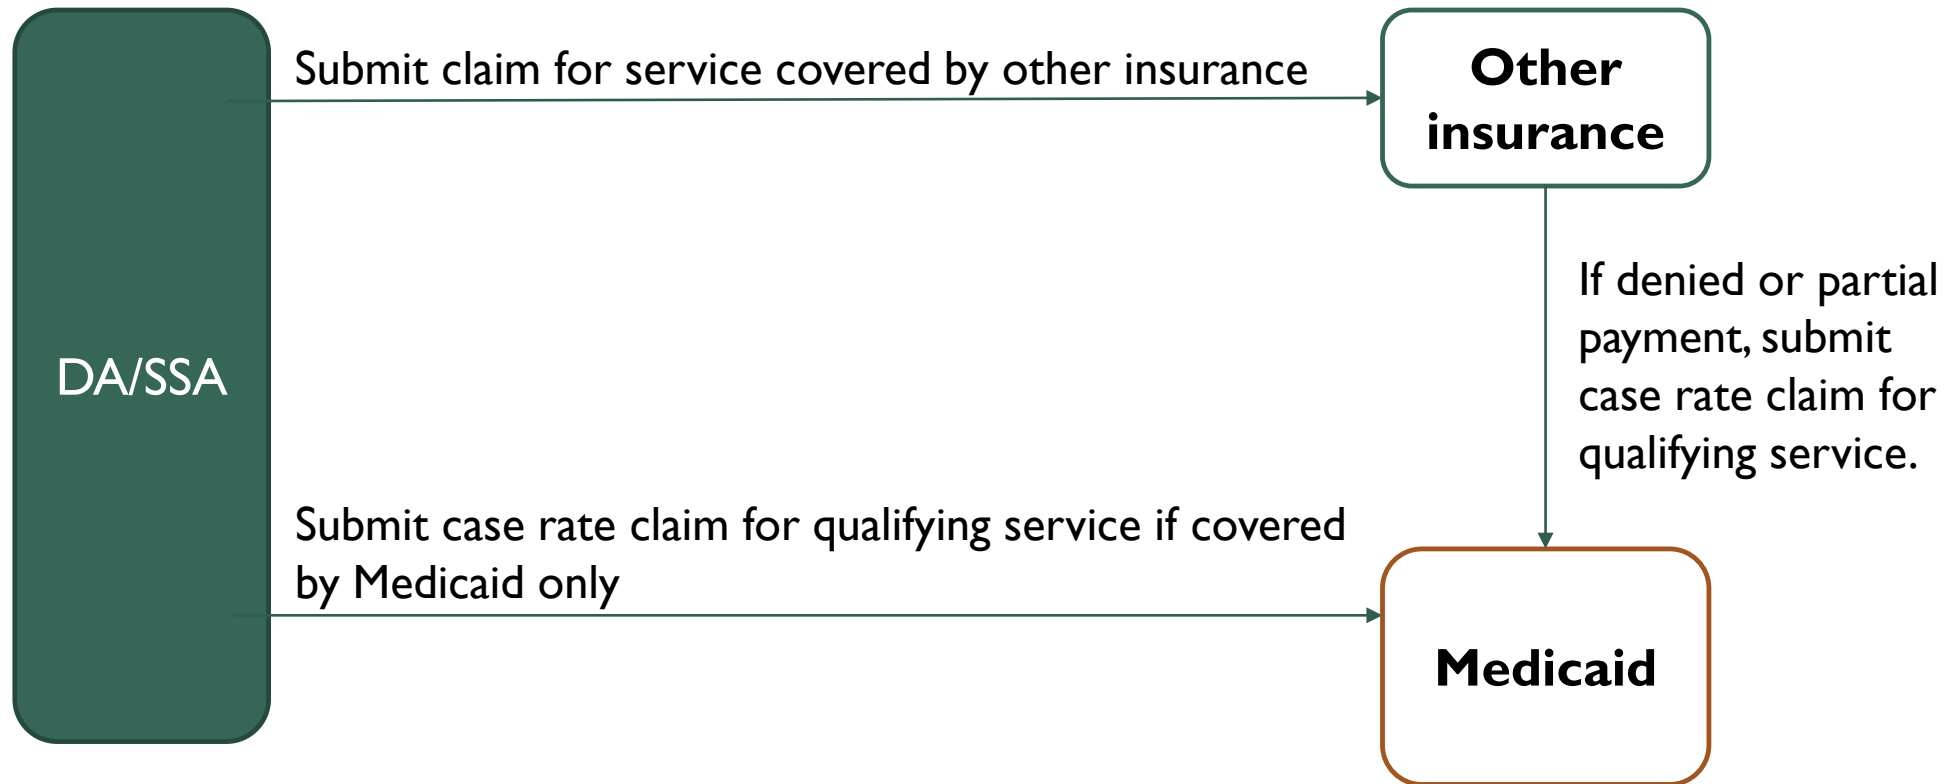 Submit claim for service covered by other insurance
Other
insurance
If denied or partial
payment, submit
case rate claim for
qualifying service.
DA/SSA
Submit case rate claim for qualifying service if covered
by Medicaid only
Medicaid